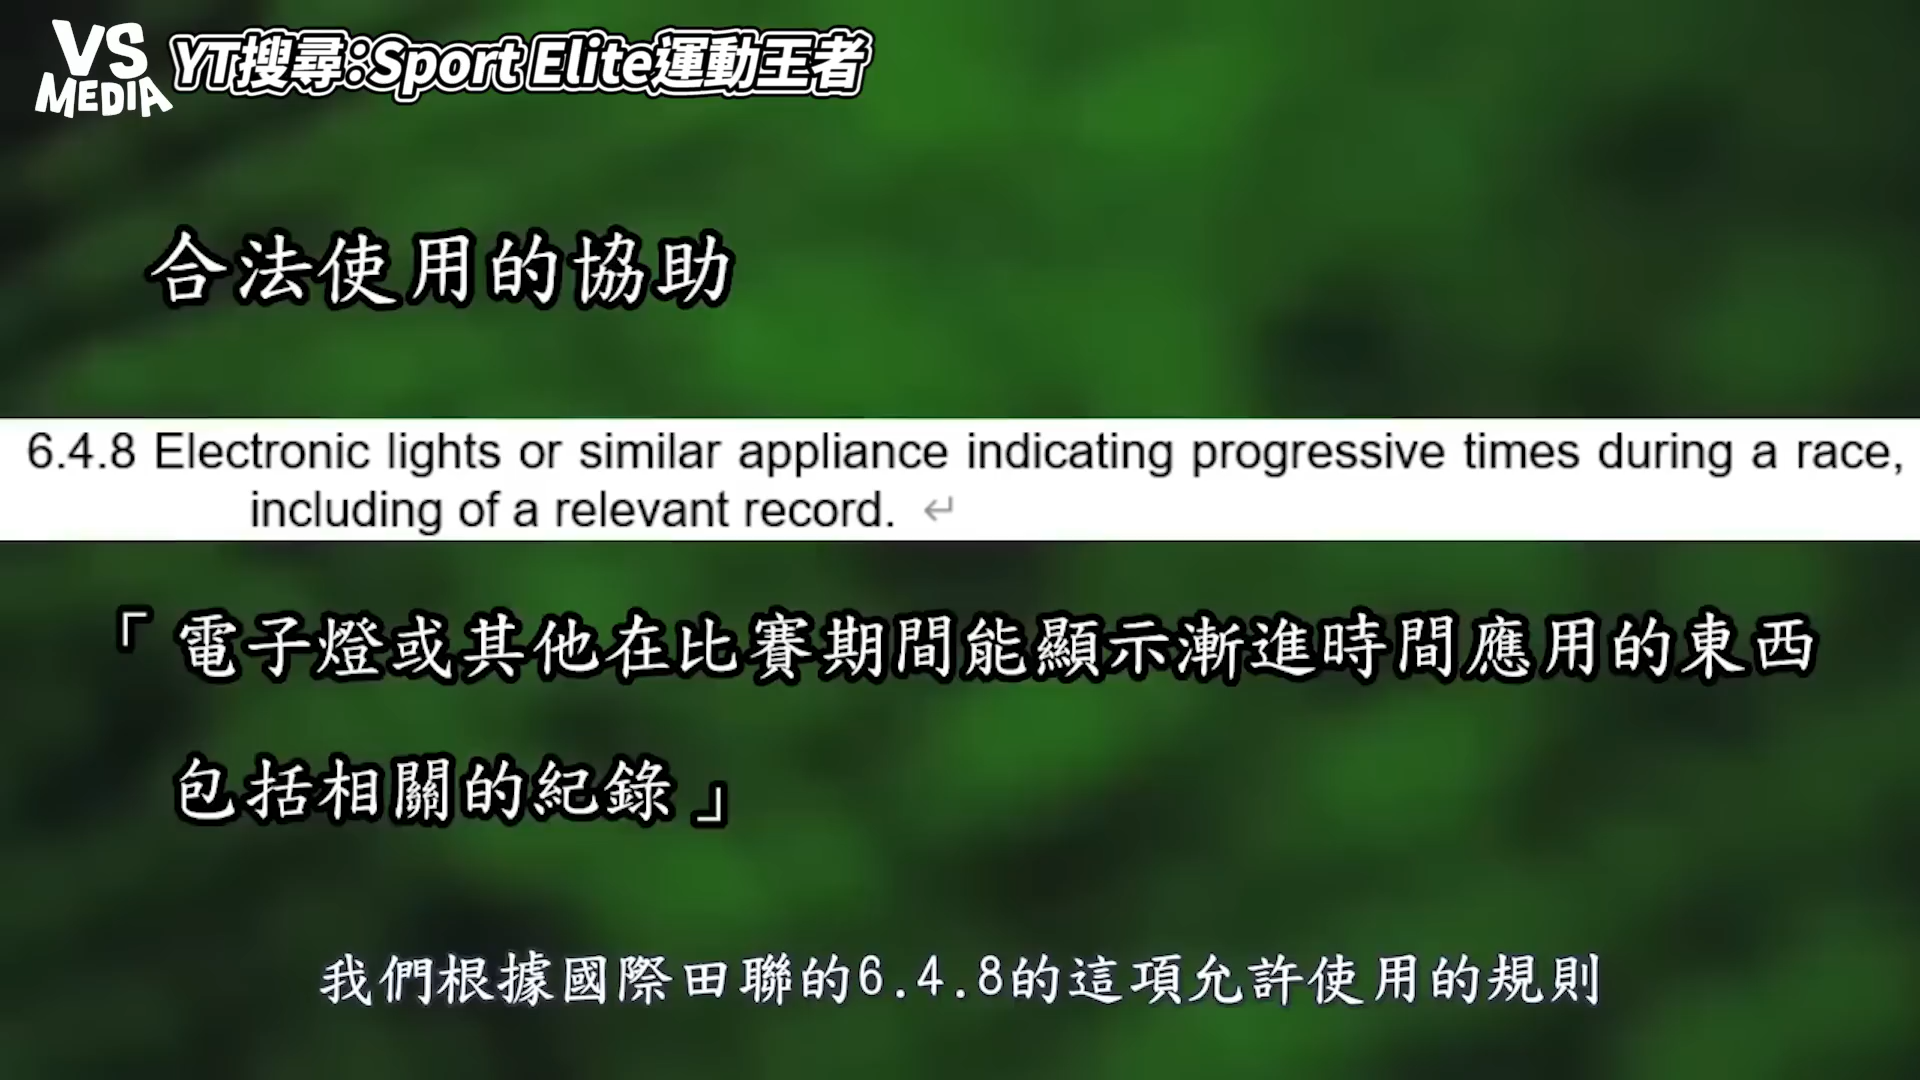 VS MEDIA
YT搜尋:Sport Elite運動王者
合法使用的協助
6.4.8 Electronic lights or similar appliance indicating progressive times during a race,
including of a relevant record. ↵
「電子燈或其他在比賽期間能顯示漸進時間應用的東西
包括相關的紀錄」
我們根據國際田聯的6.4.8的這項允許使用的規則